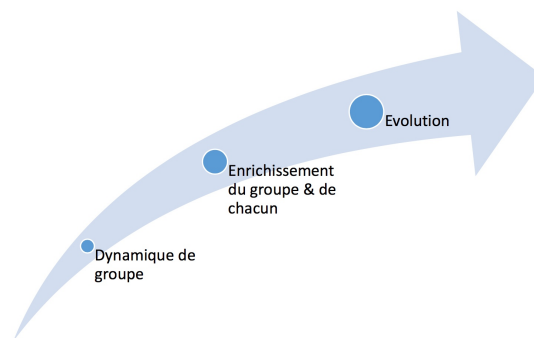 Evolution
Enrichissement
du groupe & de
chacun
Dynamique de
groupe